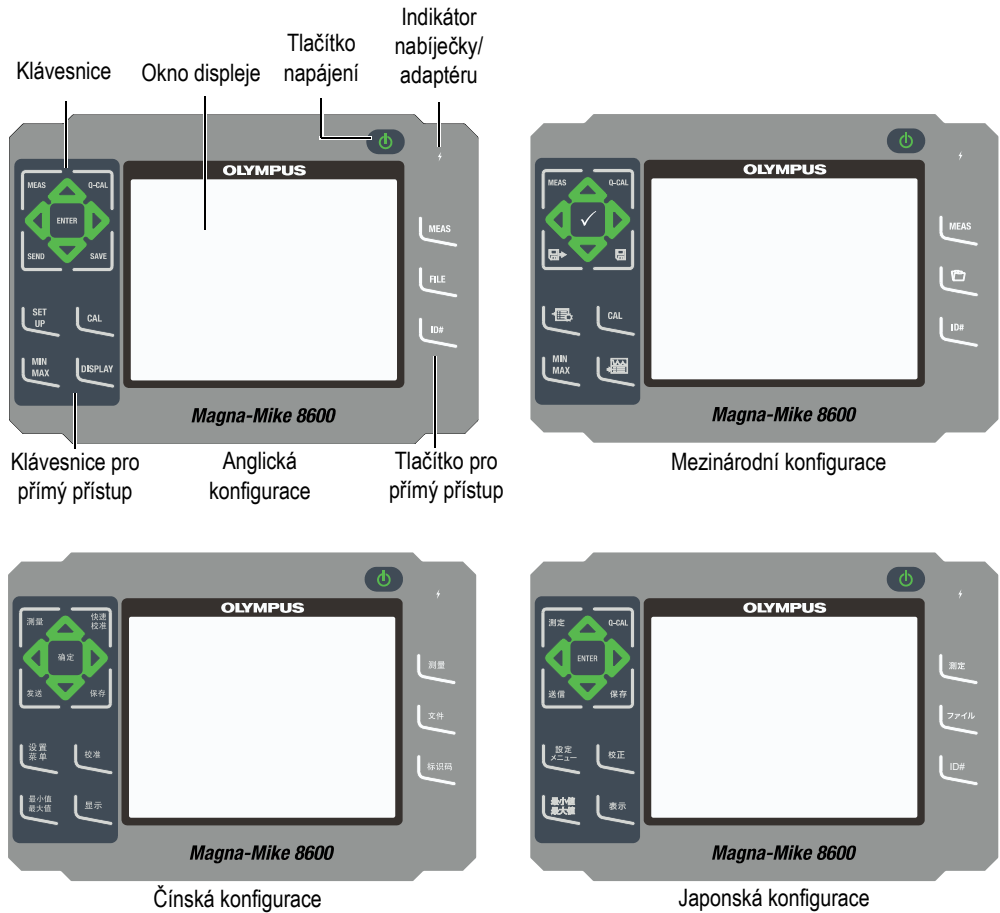 Klávesnice
Okno displeje
Tlačítko
napájení
Indikátor
nabíječky/
adaptéru
OLYMPUS
MEAS
Q-CAL
ENTER
SEND
SAVE
SET
UP
CAL
MIN
MAX
DISPLAY
MEAS
FILE
ID#
Magna-Mike 8600
Klávesnice pro
přímý přístup
Anglická
konfigurace
Tlačítko pro
přímý přístup
OLYMPUS
MEAS
Q-CAL
CAL
MIN
MAX
MEAS
ID#
Magna-Mike 8600
Mezinárodní konfigurace
OLYMPUS
测量
快速
校准
确定
发送
保存
设置
菜单
校准
最小值
最大值
显示
测量
文件
标识码
Magna-Mike 8600
Čínská konfigurace
OLYMPUS
測定
Q-CAL
ENTER
送信
保存
設定
メニュー
校正
最小値
最大値
表示
測定
ファイル
ID#
Magna-Mike 8600
Japonská konfigurace